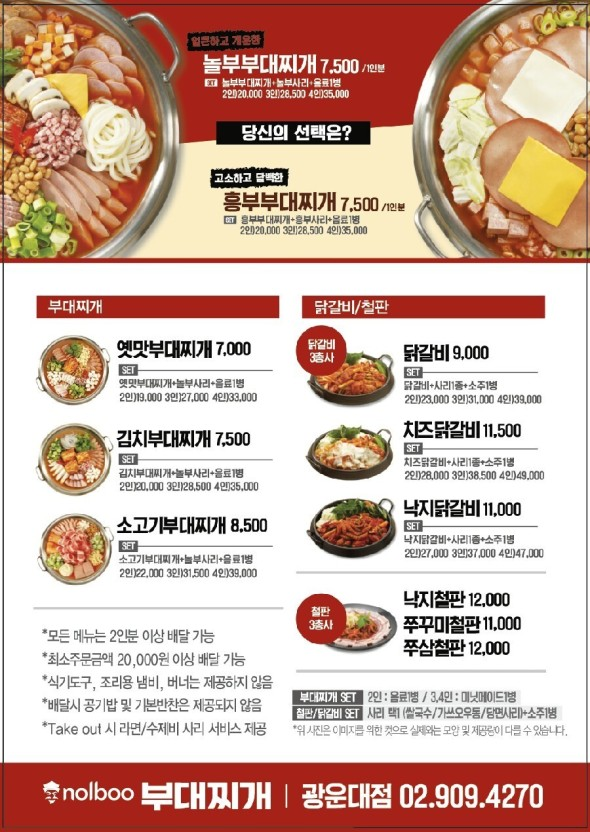 얼큰하고 개운한
놀부부대찌개 7,500 /1인분
SET 놀부부대찌개+놀부사리+음료1병
2인)20,000 3인)28,500 4인)35,000
당신의 선택은?
고소하고 담백한
흥부부대찌개 7,500 /1인분
SET 흥부부대찌개+흥부사리+음료1병
2인)20,000 3인)28,500 4인)35,000
부대찌개
옛맛부대찌개 7,000
SET
옛맛부대찌개+놀부사리+음료1병
2인)19,000 3인)27,000 4인)33,000
김치부대찌개 7,500
SET
김치부대찌개+놀부사리+음료1병
2인)20,000 3인)28,500 4인)35,000
소고기부대찌개 8,500
SET
소고기부대찌개+놀부사리+음료1병
2인)22,000 3인)31,500 4인)39,000
*모든 메뉴는 2인분 이상 배달 가능
*최소주문금액 20,000원 이상 배달 가능
*식기도구, 조리용 냄비, 버너는 제공하지 않음
*배달시 공기밥 및 기본반찬은 제공되지 않음
*Take out 시 라면/수제비 사리 서비스 제공
닭갈비/철판
닭갈비
3총사
닭갈비 9,000
SET
닭갈비+사리1종+소주1병
2인)23,000 3인)31,000 4인)39,000
치즈닭갈비 11,500
SET
치즈닭갈비+사리1종+소주1병
2인)28,000 3인)38,500 4인)49,000
낙지닭갈비 11,000
SET
낙지닭갈비+사리1종+소주1병
2인)27,000 3인)37,000 4인)47,000
철판
3총사
낙지철판 12,000
쭈꾸미철판 11,000
쭈삼철판 12,000
부대찌개 SET 2인 : 음료1병 / 3,4인 : 미닛메이드1병
철판/닭갈비 SET 사리 택1 (쌀국수/가쓰오우동/당면사리)+소주1병
*위 사진은 이미지를 위한 것으로 실제와는 모양 및 제공량이 다를 수 있습니다.
nolboo 부대찌개 | 광운대점 02.909.4270